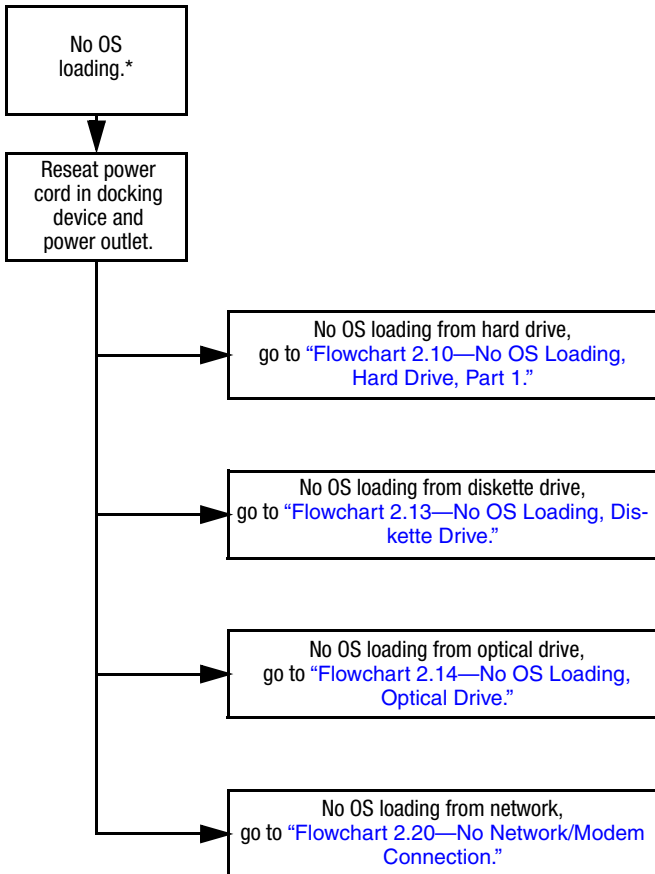 No OS
loading.*
Reseat power
cord in docking
device and
power outlet.
No OS loading from hard drive,
go to “Flowchart 2.10—No OS Loading,
Hard Drive, Part 1.”
No OS loading from diskette drive,
go to “Flowchart 2.13—No OS Loading, Dis-
kette Drive.”
No OS loading from optical drive,
go to “Flowchart 2.14—No OS Loading,
Optical Drive.”
No OS loading from network,
go to “Flowchart 2.20—No Network/Modem
Connection.”